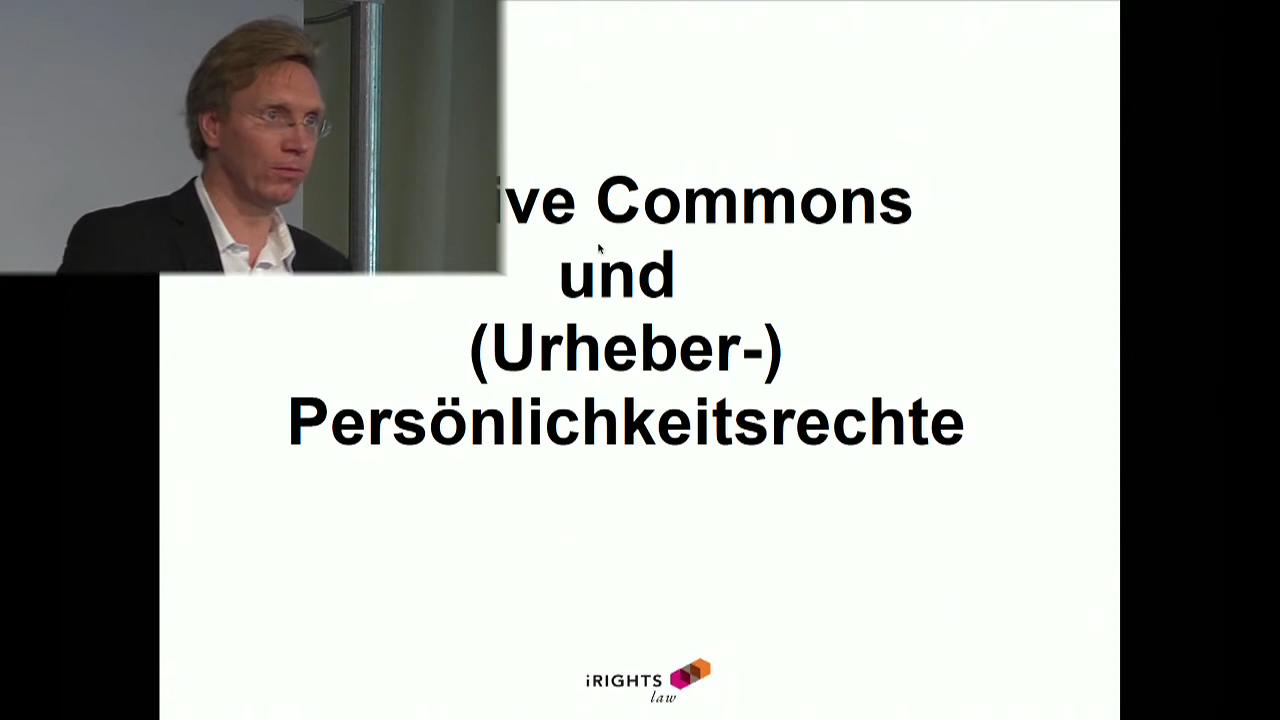 ive Commons
und
(Urheber-)
Persönlichkeitsrechte
iRIGHTS
law